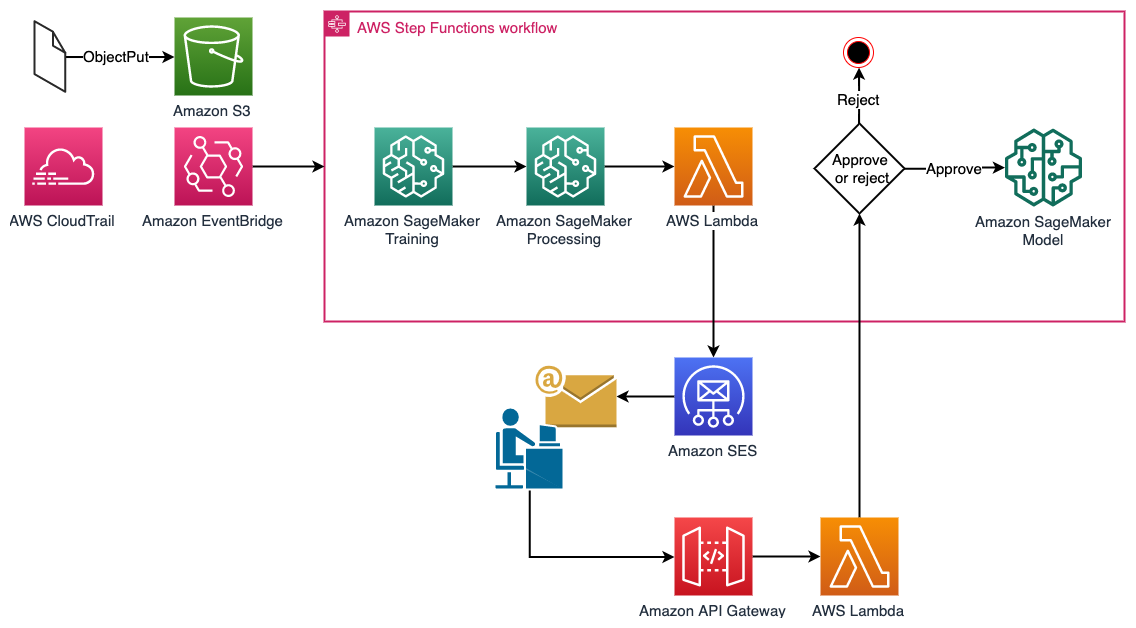 AWS Step Functions workflow
ObjectPut
Amazon S3
Reject
Approve
or reject
Approve
AWS CloudTrail
Amazon EventBridge
Amazon SageMaker
Training
Amazon SageMaker
Processing
AWS Lambda
Amazon SageMaker
Model
@
Amazon SES
</>
Amazon API Gateway
AWS Lambda